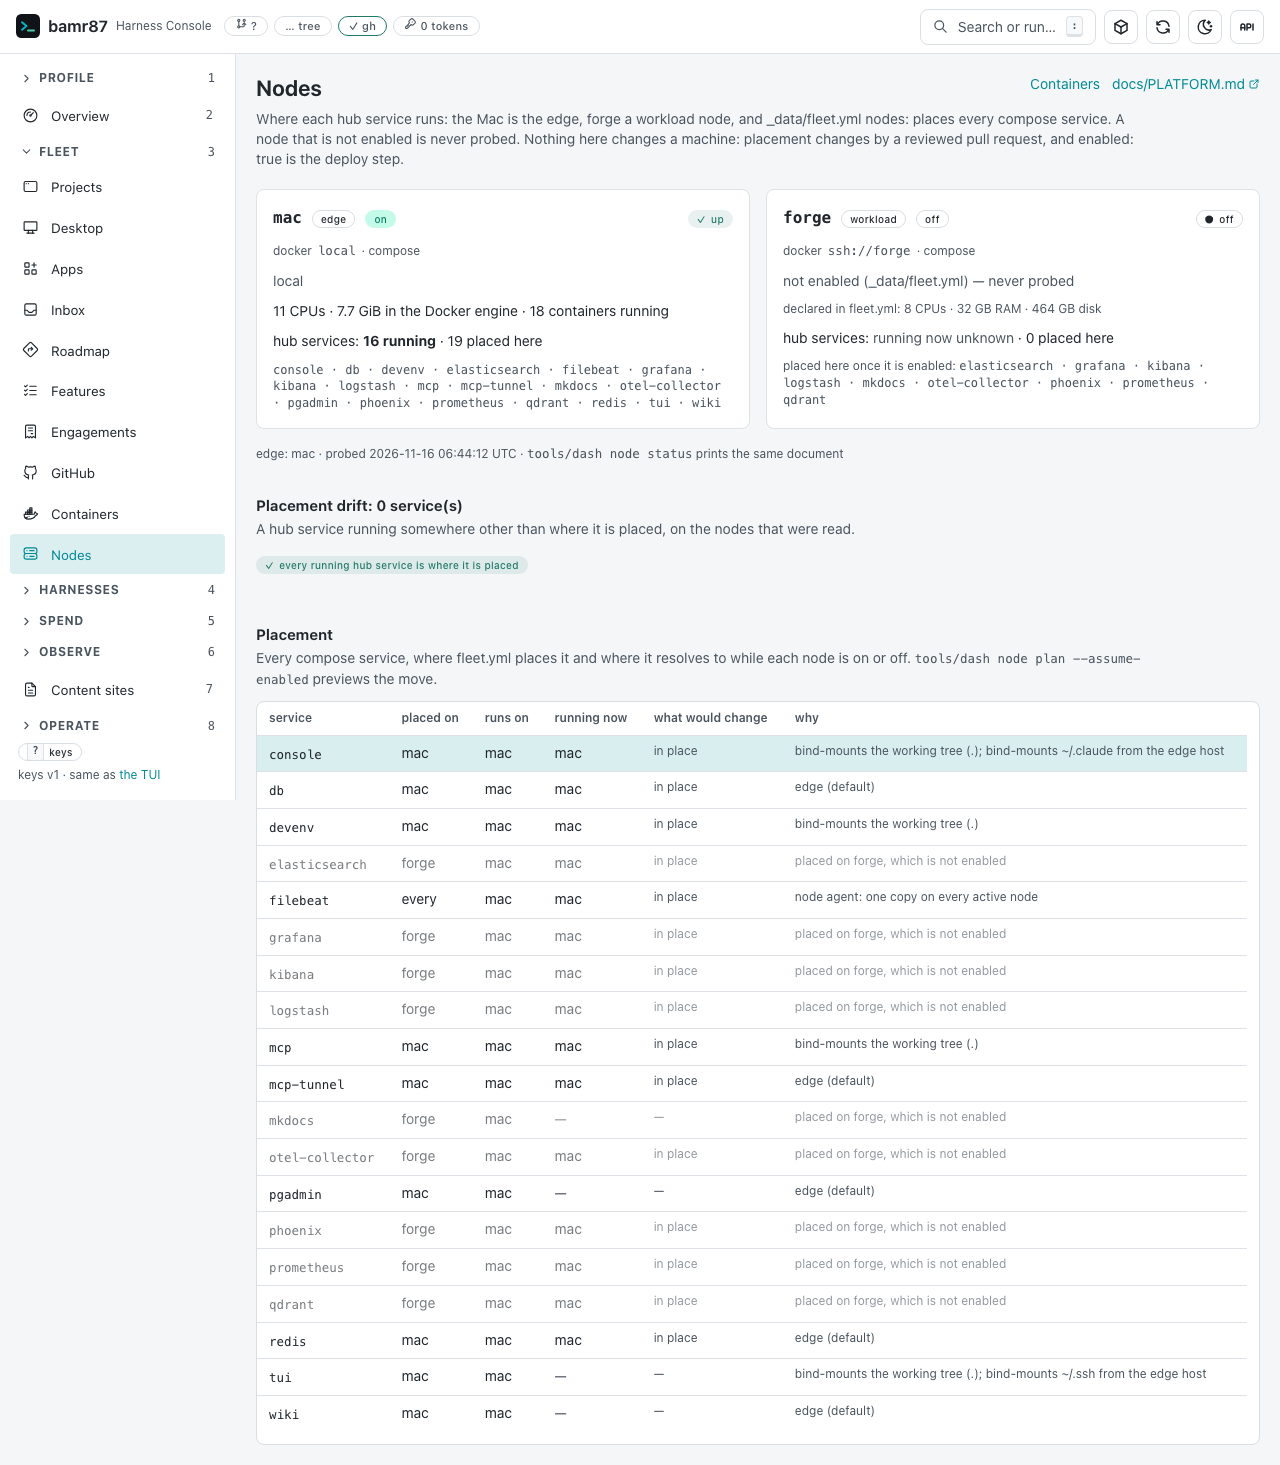 bamr87 Harness Console ? ... tree ✓ gh 0 tokens Search or run... : API
PROFILE 1
Overview 2
FLEET 3
Projects
Desktop
Apps
Inbox
Roadmap
Features
Engagements
GitHub
Containers
Nodes
HARNESSES 4
SPEND 5
OBSERVE 6
Content sites 7
OPERATE 8
? keys
keys v1 · same as the TUI
Nodes
Containers docs/PLATFORM.md
Where each hub service runs: the Mac is the edge, forge a workload node, and _data/fleet.yml nodes: places every compose service. A
node that is not enabled is never probed. Nothing here changes a machine: placement changes by a reviewed pull request, and enabled:
true is the deploy step.
mac edge on ✓ up
docker local · compose
local
11 CPUs · 7.7 GiB in the Docker engine · 18 containers running
hub services: 16 running · 19 placed here
console · db · devenv · elasticsearch · filebeat · grafana ·
kibana · logstash · mcp · mcp-tunnel · mkdocs · otel-collector
· pgadmin · phoenix · prometheus · qdrant · redis · tui · wiki
forge workload off ● off
docker ssh://forge · compose
not enabled (_data/fleet.yml) — never probed
declared in fleet.yml: 8 CPUs · 32 GB RAM · 464 GB disk
hub services: running now unknown · 0 placed here
placed here once it is enabled: elasticsearch · grafana · kibana ·
logstash · mkdocs · otel-collector · phoenix · prometheus ·
qdrant
edge: mac · probed 2026-11-16 06:44:12 UTC · tools/dash node status prints the same document
Placement drift: 0 service(s)
A hub service running somewhere other than where it is placed, on the nodes that were read.
✓ every running hub service is where it is placed
Placement
Every compose service, where fleet.yml places it and where it resolves to while each node is on or off. tools/dash node plan --assume-
enabled previews the move.
service placed on runs on running now what would change why
console mac mac mac in place bind-mounts the working tree (.); bind-mounts ~/.claude from the edge host
db mac mac mac in place edge (default)
devenv mac mac mac in place bind-mounts the working tree (.)
elasticsearch forge mac mac in place placed on forge, which is not enabled
filebeat every mac mac in place node agent: one copy on every active node
grafana forge mac mac in place placed on forge, which is not enabled
kibana forge mac mac in place placed on forge, which is not enabled
logstash forge mac mac in place placed on forge, which is not enabled
mcp mac mac mac in place bind-mounts the working tree (.)
mcp-tunnel mac mac mac in place edge (default)
mkdocs forge mac — — placed on forge, which is not enabled
otel-collector forge mac mac in place placed on forge, which is not enabled
pgadmin mac mac — — edge (default)
phoenix forge mac mac in place placed on forge, which is not enabled
prometheus forge mac mac in place placed on forge, which is not enabled
qdrant forge mac mac in place placed on forge, which is not enabled
redis mac mac mac in place edge (default)
tui mac mac — — bind-mounts the working tree (.); bind-mounts ~/.ssh from the edge host
wiki mac mac — — edge (default)